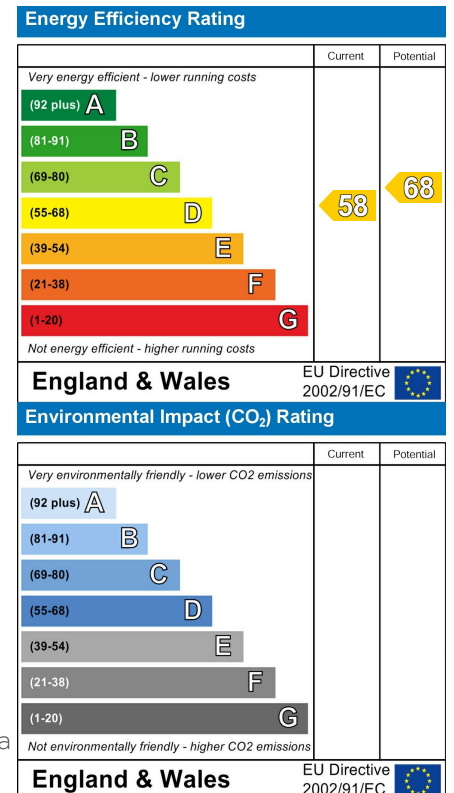 Energy Efficiency Rating
Current Potential
Very energy efficient - lower running costs
(92 plus) A
(81-91) B
(69-80) C
(55-68) D
(39-54) E
(21-38) F
(1-20) G
58
68
Not energy efficient - higher running costs
England & Wales
EU Directive
2002/91/EC
Environmental Impact (CO₂) Rating
Current Potential
Very environmentally friendly - lower CO2 emissions
(92 plus) A
(81-91) B
(69-80) C
(55-68) D
(39-54) E
(21-38) F
(1-20) G
a
Not environmentally friendly - higher CO2 emissions
England & Wales
EU Directive
2002/91/EC